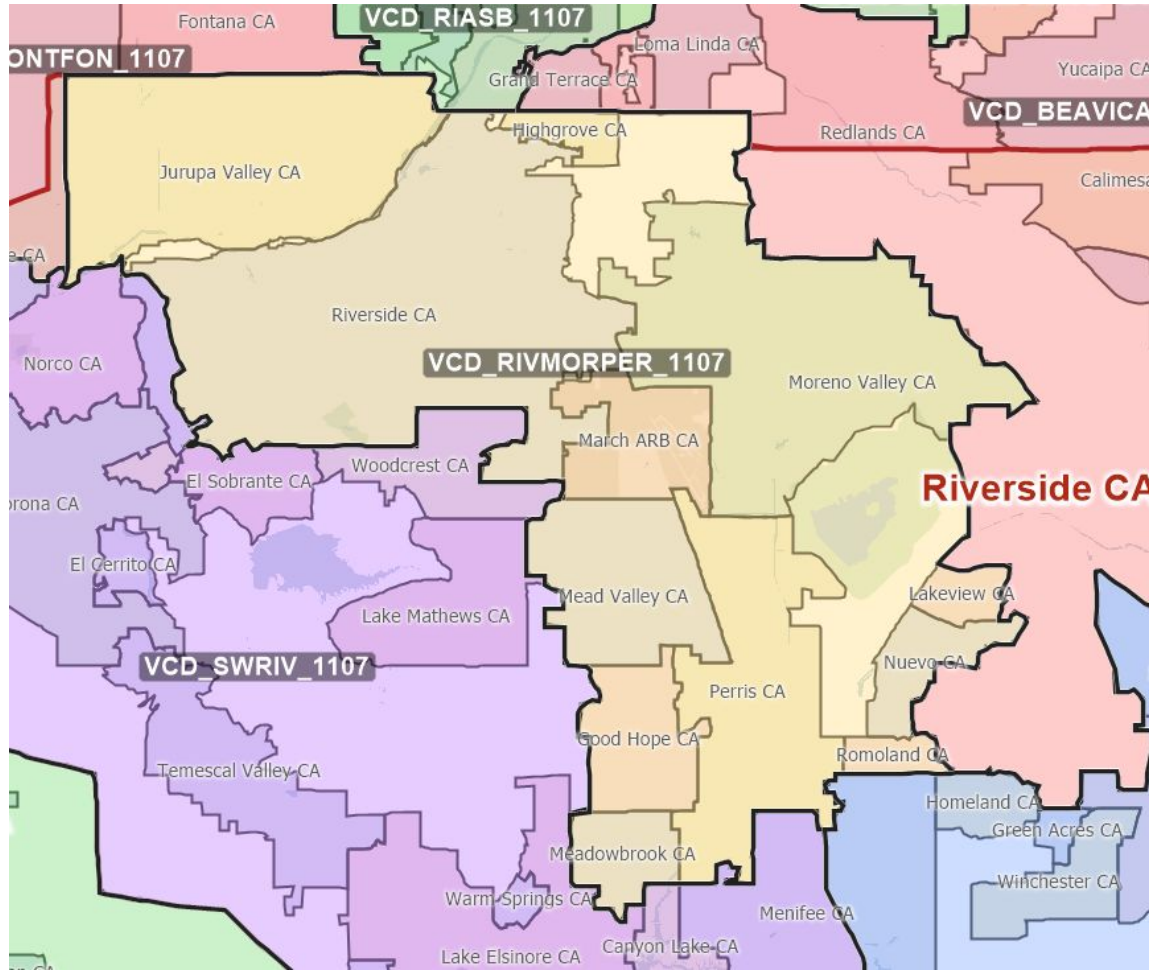 Fontana CA
VCD_RIASB_1107
ONTFON_1107
Loma Linda CA
Grand Terrace CA
Yucaipa CA
VCD_BEAVICA
Highgrove CA
Redlands CA
Jurupa Valley CA
Calimesa
e CA
Riverside CA
Norco CA
VCD_RIVMORPER_1107
Moreno Valley CA
March ARB CA
Woodcrest CA
El Sobrante CA
Riverside CA
orona CA
El Cerrito CA
Lakeview CA
Mead Valley CA
Lake Mathews CA
VCD_SWRIV_1107
Nuevo CA
Perris CA
Good Hope CA
Romoland CA
Temescal Valley CA
Homeland CA
Green Acres CA
Meadowbrook CA
Winchester CA
Warm Springs CA
Menifee CA
Canyon Lake CA
Lake Elsinore CA